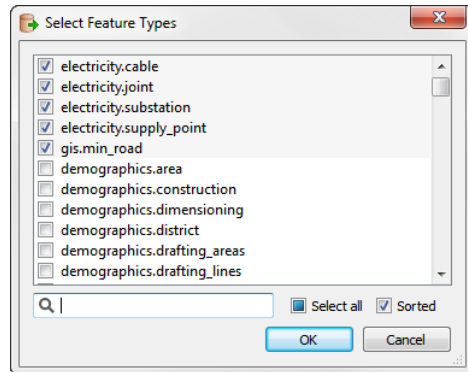 Select Feature Types
electricity.cable
electricity.joint
electricity.substation
electricity.supply_point
gis.min_road
demographics.area
demographics.construction
demographics.dimensioning
demographics.district
demographics.drafting_areas
demographics.drafting_lines
Select all Sorted
OK Cancel